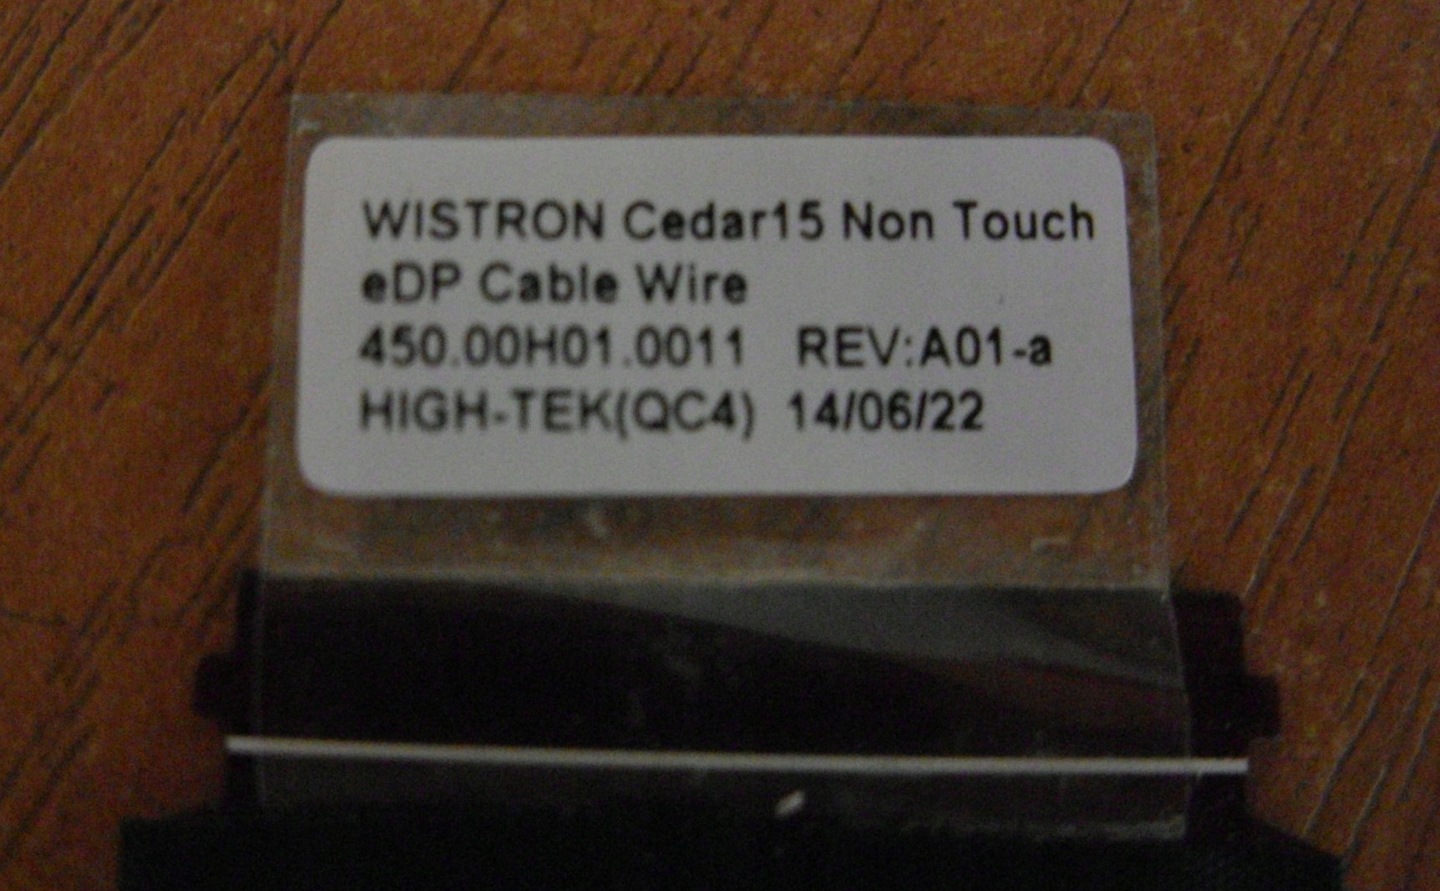 WISTRON Cedar15 Non Touch
eDP Cable Wire
450.00H01.0011 REV:A01-a
HIGH-TEK(QC4) 14/06/22